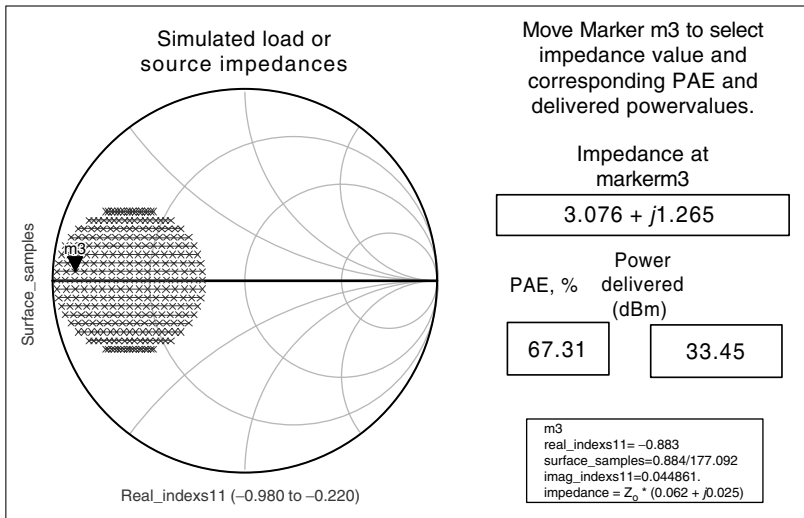 Simulated load or
source impedances
m3
Surface_samples
Real_indexs11 (−0.980 to −0.220)
Move Marker m3 to select
impedance value and
corresponding PAE and
delivered powervalues.
Impedance at
markerm3
3.076 + j1.265
PAE, %
Power
delivered
(dBm)
67.31
33.45
m3
real_indexs11= −0.883
surface_samples=0.884/177.092
imag_indexs11=0.044861.
impedance = Zo * (0.062 + j0.025)